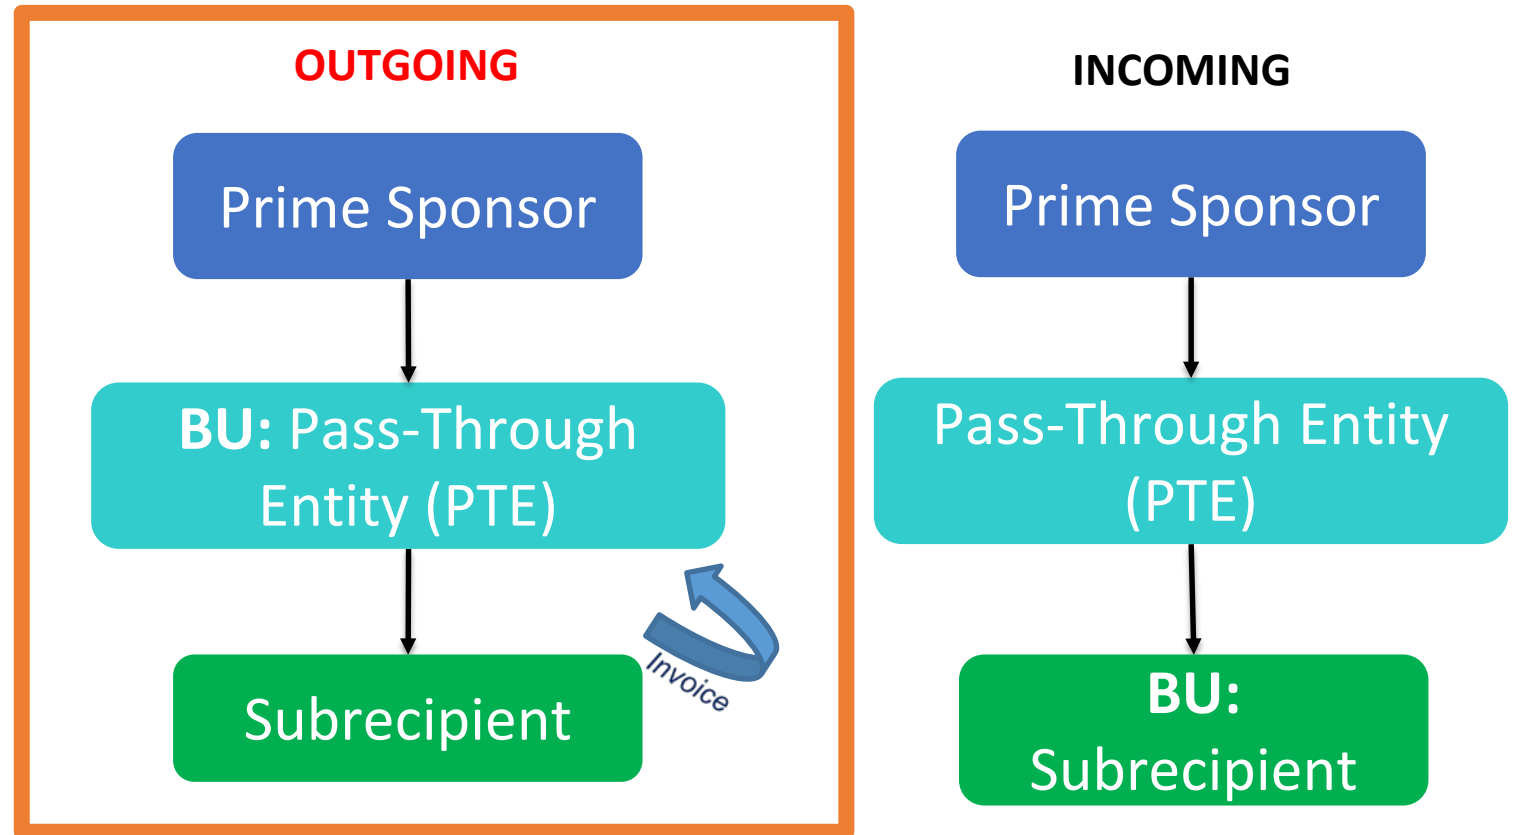 OUTGOING
Prime Sponsor
BU: Pass-Through
Entity (PTE)
Invoice
Subrecipient
INCOMING
Prime Sponsor
Pass-Through Entity
(PTE)
BU:
Subrecipient